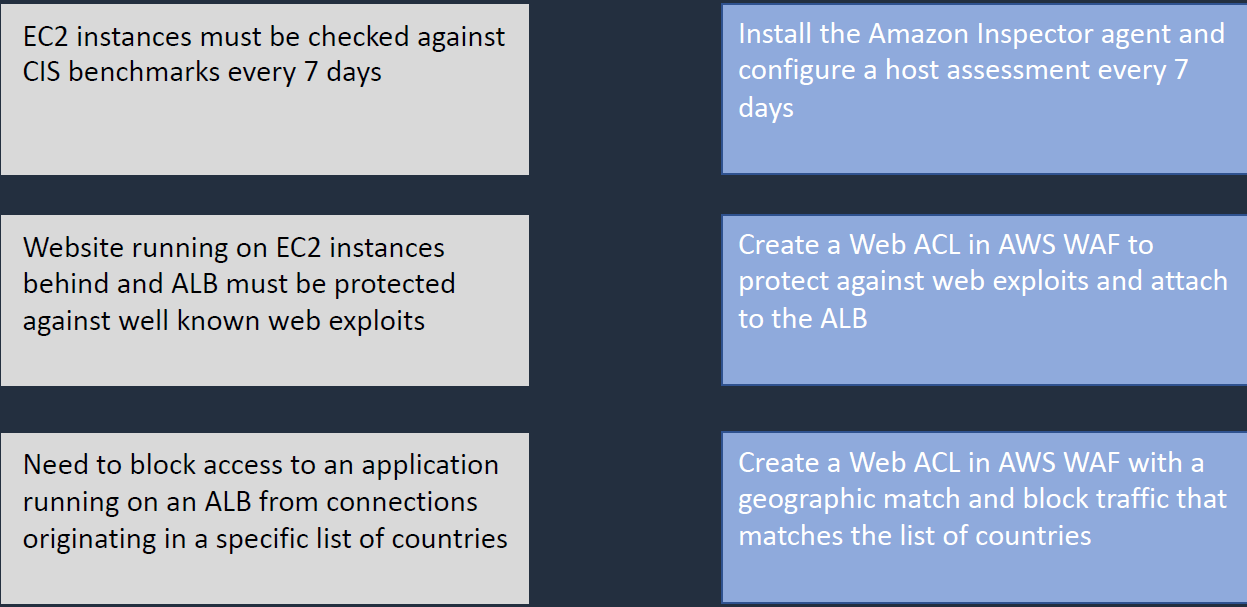 EC2 instances must be checked against
CIS benchmarks every 7 days
Install the Amazon Inspector agent and
configure a host assessment every 7
days
Website running on EC2 instances
behind and ALB must be protected
against well known web exploits
Create a Web ACL in AWS WAF to
protect against web exploits and attach
to the ALB
Need to block access to an application
running on an ALB from connections
originating in a specific list of countries
Create a Web ACL in AWS WAF with a
geographic match and block traffic that
matches the list of countries